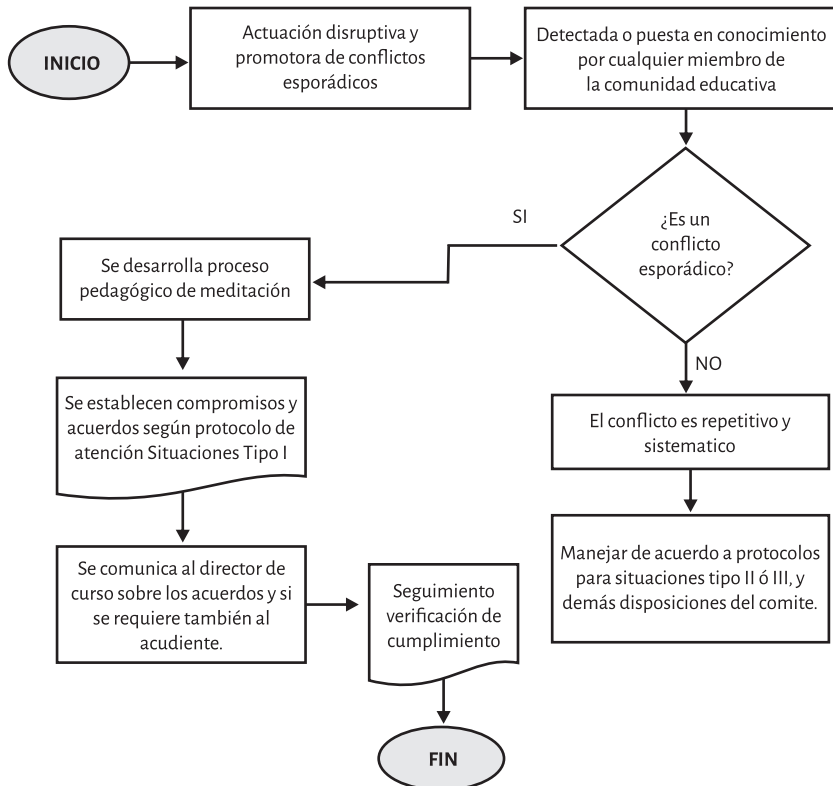 INICIO
Actuación disruptiva y
promotora de conflictos
esporádicos
Detectada o puesta en conocimiento
por cualquier miembro de
la comunidad educativa
¿Es un
conflicto
esporádico?
SI
Se desarrolla proceso
pedagógico de meditación
Se establecen compromisos y
acuerdos según protocolo de
atención Situaciones Tipo I
Se comunica al director de
curso sobre los acuerdos y si
se requiere también al
acudiente.
Seguimiento
verificación de
cumplimiento
FIN
NO
El conflicto es repetitivo y
sistematico
Manejar de acuerdo a protocolos
para situaciones tipo II ó III, y
demás disposiciones del comite.